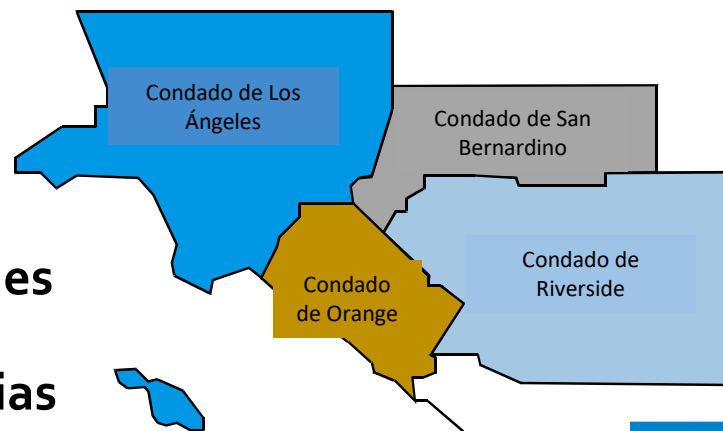 Condado de Los
Ángeles
Condado de San
Bernardino
Condado de
Riverside
Condado
de Orange
es
ias